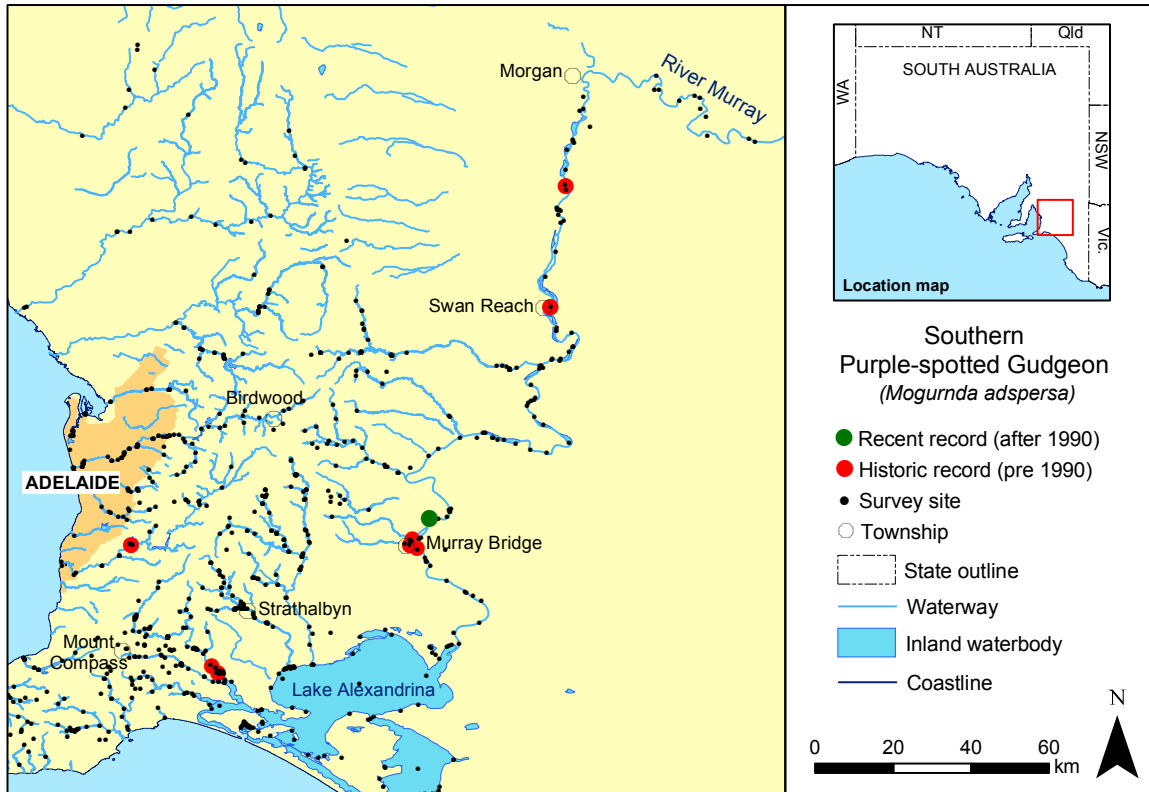 Morgan
River Murray
Swan Reach
Birdwood
ADELAIDE
Murray Bridge
Strathalbyn
Mount
Compass
Lake Alexandrina
NT
Qld
SOUTH AUSTRALIA
WA
NSW
Vic.
Location map
Southern
Purple-spotted Gudgeon
(Mogurnda adspersa)
Recent record (after 1990)
Historic record (pre 1990)
Survey site
Township
State outline
Waterway
Inland waterbody
Coastline
N
0 20 40 60
km